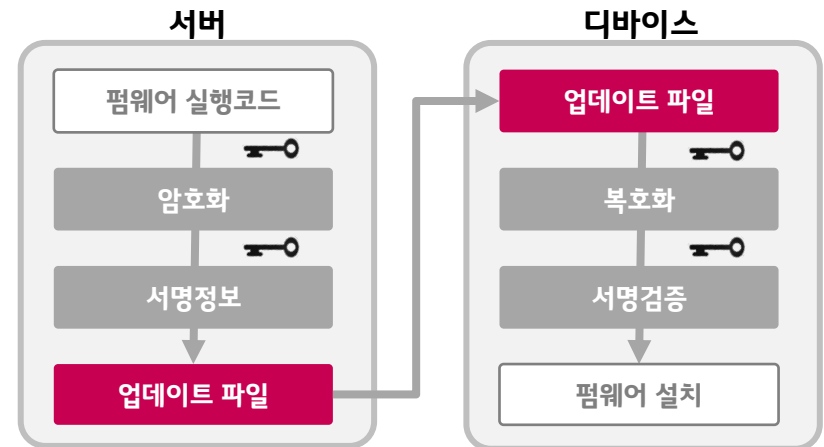 서버
펌웨어 실행코드
암호화
서명정보
업데이트 파일
디바이스
업데이트 파일
복호화
서명검증
펌웨어 설치